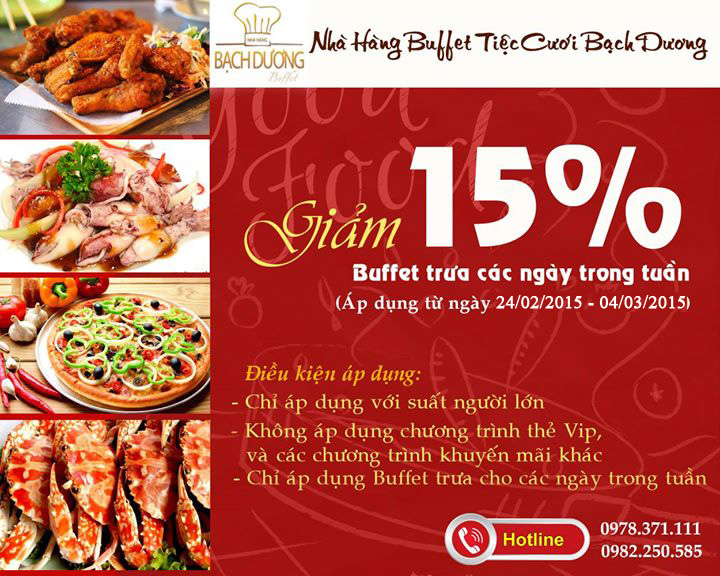 NHÀ HÀNG
BẠCH DƯƠNG
Buffet
Nhà Hàng Buffet Tiệc Cưới Bạch Dương
Good
Food
Giảm 15%
Buffet trưa các ngày trong tuần
(Áp dụng từ ngày 24/02/2015 - 04/03/2015)
Điều kiện áp dụng:
- Chỉ áp dụng với suất người lớn
- Không áp dụng chương trình thẻ Vip,
và các chương trình khuyến mãi khác
- Chỉ áp dụng Buffet trưa cho các ngày trong tuần
Hotline
0978.371.111
0982.250.585